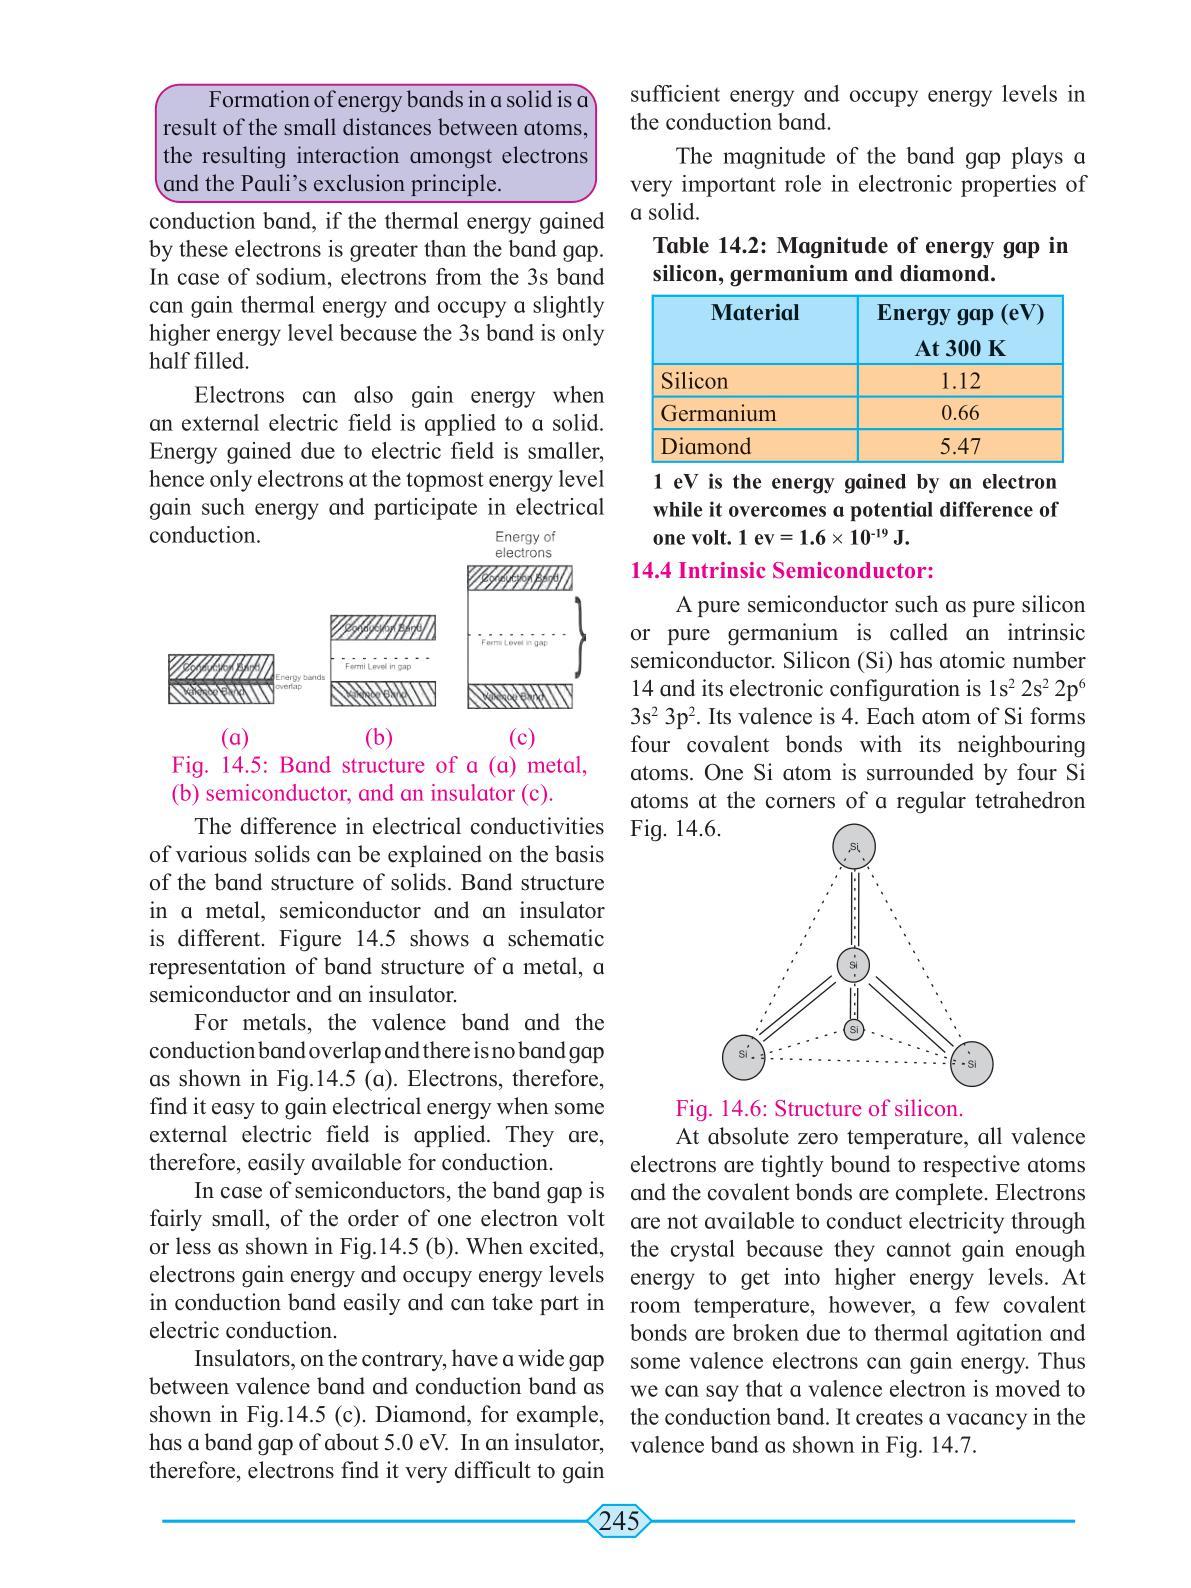 Formation of energy bands in a solid is a
result of the small distances between atoms,
the resulting interaction amongst electrons
and the Pauli’s exclusion principle.
conduction band, if the thermal energy gained
by these electrons is greater than the band gap.
In case of sodium, electrons from the 3s band
can gain thermal energy and occupy a slightly
higher energy level because the 3s band is only
half filled.
Electrons can also gain energy when
an external electric field is applied to a solid.
Energy gained due to electric field is smaller,
hence only electrons at the topmost energy level
gain such energy and participate in electrical
conduction.
Energy of
electrons
Conduction Band
Fermi Level in gap
Valence Band
Conduction Band
Fermi Level in gap
Valence Band
Conduction Band
Valence Band
Energy bands
overlap
(a) (b) (c)
Fig. 14.5: Band structure of a (a) metal,
(b) semiconductor, and an insulator (c).
The difference in electrical conductivities
of various solids can be explained on the basis
of the band structure of solids. Band structure
in a metal, semiconductor and an insulator
is different. Figure 14.5 shows a schematic
representation of band structure of a metal, a
semiconductor and an insulator.
For metals, the valence band and the
conduction band overlap and there is no band gap
as shown in Fig.14.5 (a). Electrons, therefore,
find it easy to gain electrical energy when some
external electric field is applied. They are,
therefore, easily available for conduction.
In case of semiconductors, the band gap is
fairly small, of the order of one electron volt
or less as shown in Fig.14.5 (b). When excited,
electrons gain energy and occupy energy levels
in conduction band easily and can take part in
electric conduction.
Insulators, on the contrary, have a wide gap
between valence band and conduction band as
shown in Fig.14.5 (c). Diamond, for example,
has a band gap of about 5.0 eV. In an insulator,
therefore, electrons find it very difficult to gain
sufficient energy and occupy energy levels in
the conduction band.
The magnitude of the band gap plays a
very important role in electronic properties of
a solid.
Table 14.2: Magnitude of energy gap in
silicon, germanium and diamond.
Material Energy gap (eV)
At 300 K
Silicon 1.12
Germanium 0.66
Diamond 5.47
1 eV is the energy gained by an electron
while it overcomes a potential difference of
one volt. 1 ev = 1.6 × 10⁻¹⁹ J.
14.4 Intrinsic Semiconductor:
A pure semiconductor such as pure silicon
or pure germanium is called an intrinsic
semiconductor. Silicon (Si) has atomic number
14 and its electronic configuration is 1s² 2s² 2p⁶
3s² 3p². Its valence is 4. Each atom of Si forms
four covalent bonds with its neighbouring
atoms. One Si atom is surrounded by four Si
atoms at the corners of a regular tetrahedron
Fig. 14.6.
Si
Si
Si
Si
Si
Fig. 14.6: Structure of silicon.
At absolute zero temperature, all valence
electrons are tightly bound to respective atoms
and the covalent bonds are complete. Electrons
are not available to conduct electricity through
the crystal because they cannot gain enough
energy to get into higher energy levels. At
room temperature, however, a few covalent
bonds are broken due to thermal agitation and
some valence electrons can gain energy. Thus
we can say that a valence electron is moved to
the conduction band. It creates a vacancy in the
valence band as shown in Fig. 14.7.
245